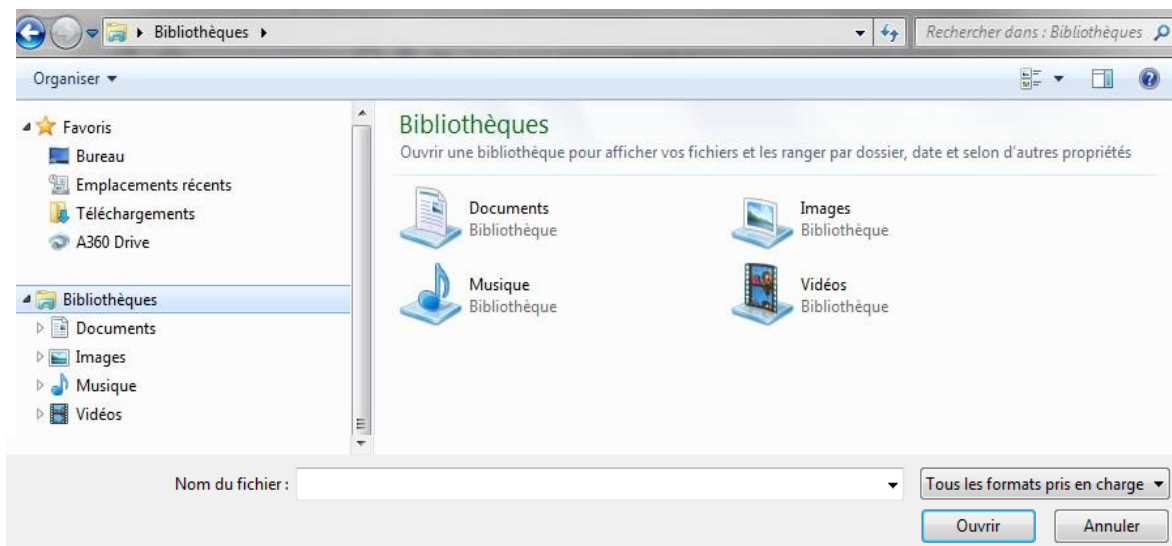 Bibliothèques
Rechercher dans : Bibliothèques
Organiser
Favoris
Bureau
Emplacements récents
Téléchargements
A360 Drive
Bibliothèques
Documents
Images
Musique
Vidéos
Bibliothèques
Ouvrir une bibliothèque pour afficher vos fichiers et les ranger par dossier, date et selon d'autres propriétés
Documents
Bibliothèque
Images
Bibliothèque
Musique
Bibliothèque
Vidéos
Bibliothèque
Nom du fichier :
Tous les formats pris en charge
Ouvrir
Annuler